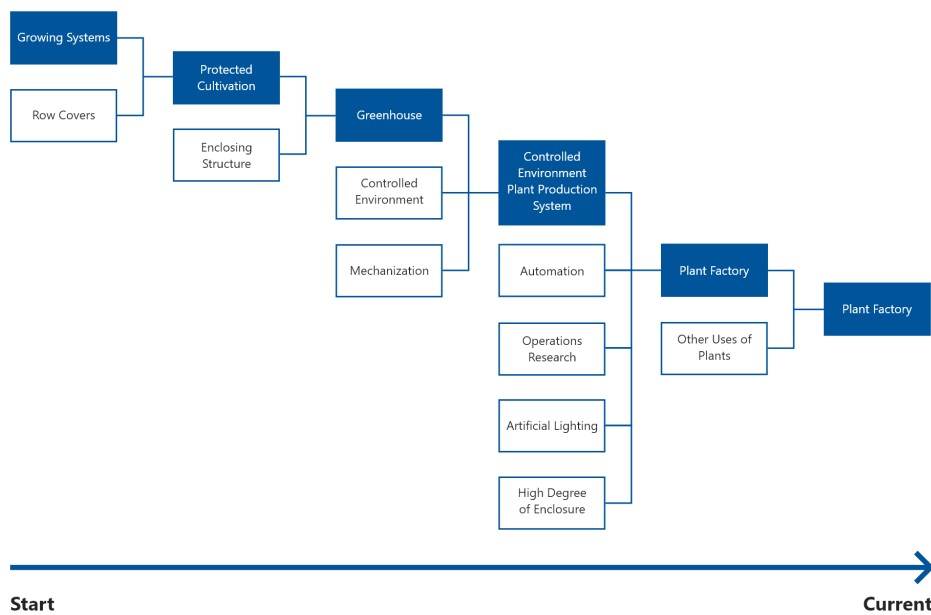 Growing Systems
Row Covers
Protected
Cultivation
Enclosing
Structure
Greenhouse
Controlled
Environment
Mechanization
Controlled
Environment
Plant Production
System
Automation
Operations
Research
Artificial Lighting
High Degree
of Enclosure
Plant Factory
Other Uses of
Plants
Plant Factory
Start
Current